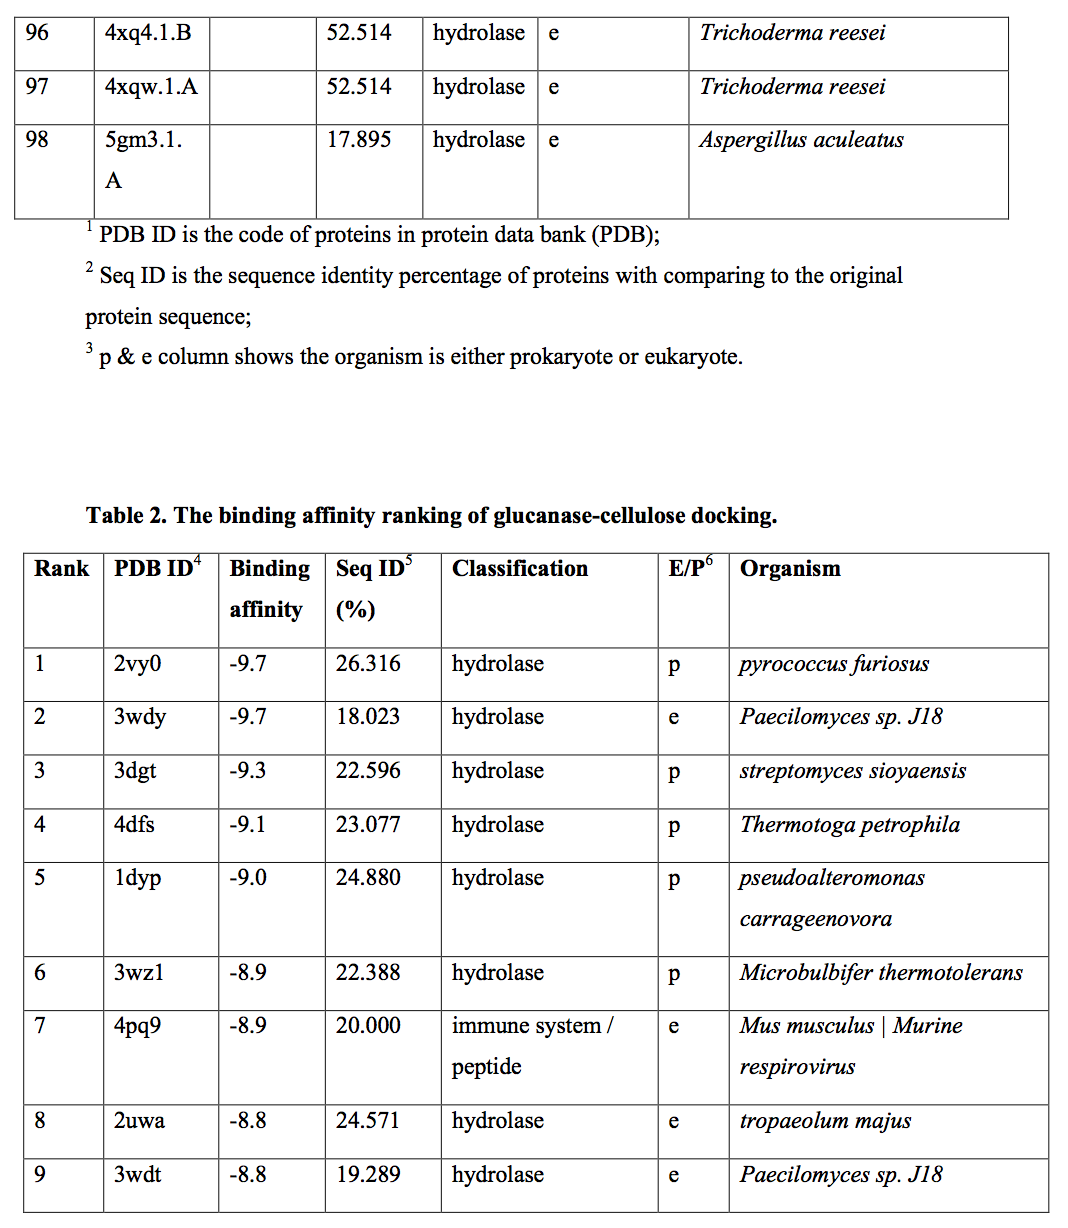 96 4xq4.1.B 52.514 hydrolase e Trichoderma reesei
97 4xqw.1.A 52.514 hydrolase e Trichoderma reesei
98 5gm3.1. 17.895 hydrolase e Aspergillus aculeatus
A
1 PDB ID is the code of proteins in protein data bank (PDB);
2 Seq ID is the sequence identity percentage of proteins with comparing to the original
protein sequence;
3 p & e column shows the organism is either prokaryote or eukaryote.
Table 2. The binding affinity ranking of glucanase-cellulose docking.
Rank PDB ID4 Binding Seq ID5 Classification E/P6 Organism
affinity (%)
1 2vy0 -9.7 26.316 hydrolase p pyrococcus furiosus
2 3wdy -9.7 18.023 hydrolase e Paecilomyces sp. J18
3 3dgt -9.3 22.596 hydrolase p streptomyces sioyaensis
4 4dfs -9.1 23.077 hydrolase p Thermotoga petrophila
5 1dyp -9.0 24.880 hydrolase p pseudoalteromonas
carrageenovora
6 3wz1 -8.9 22.388 hydrolase p Microbulbifer thermotolerans
7 4pq9 -8.9 20.000 immune system / e Mus musculus | Murine
peptide respirovirus
8 2uwa -8.8 24.571 hydrolase e tropaeolum majus
9 3wdt -8.8 19.289 hydrolase e Paecilomyces sp. J18